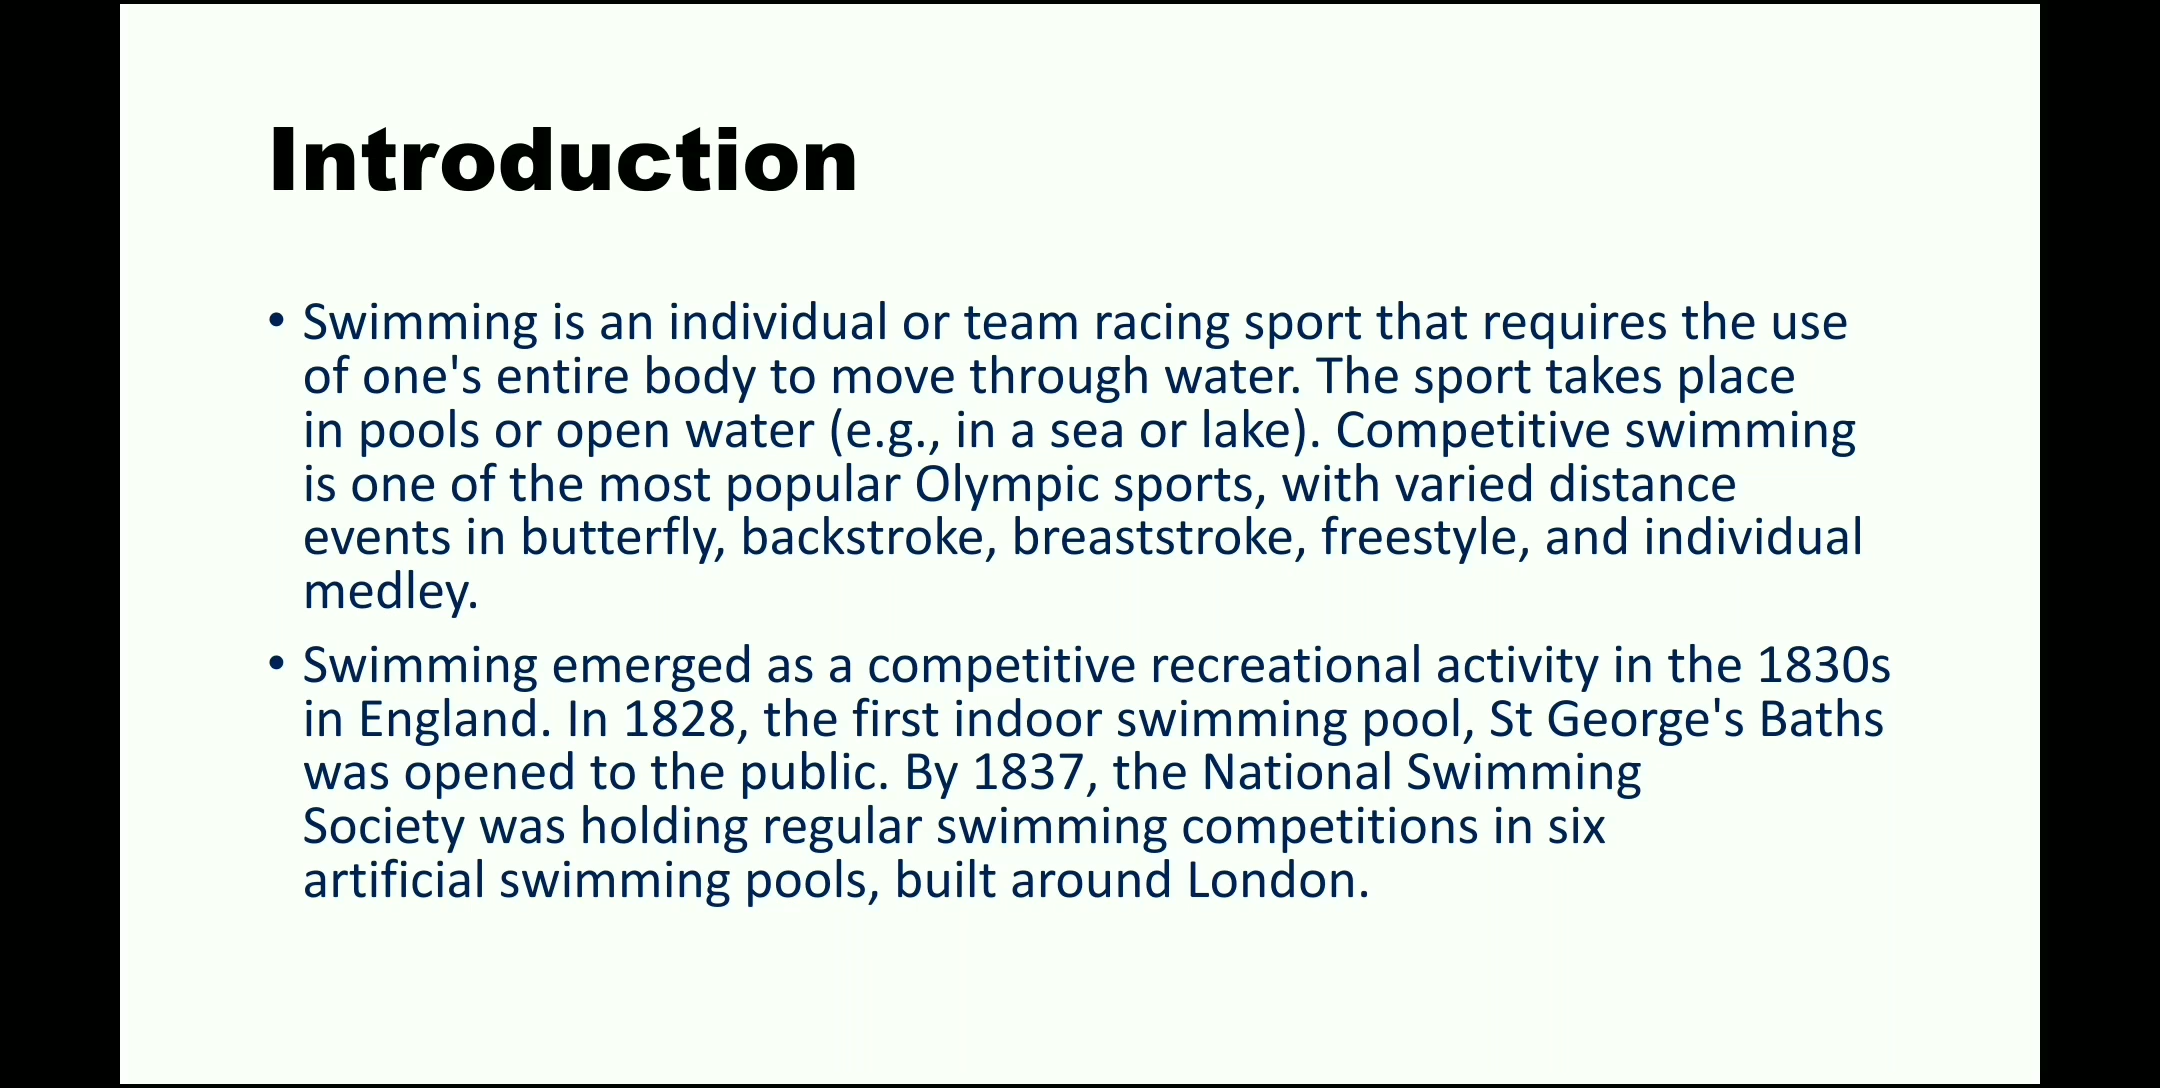 Introduction
• Swimming is an individual or team racing sport that requires the use
of one's entire body to move through water. The sport takes place
in pools or open water (e.g., in a sea or lake). Competitive swimming
is one of the most popular Olympic sports, with varied distance
events in butterfly, backstroke, breaststroke, freestyle, and individual
medley.
• Swimming emerged as a competitive recreational activity in the 1830s
in England. In 1828, the first indoor swimming pool, St George's Baths
was opened to the public. By 1837, the National Swimming
Society was holding regular swimming competitions in six
artificial swimming pools, built around London.